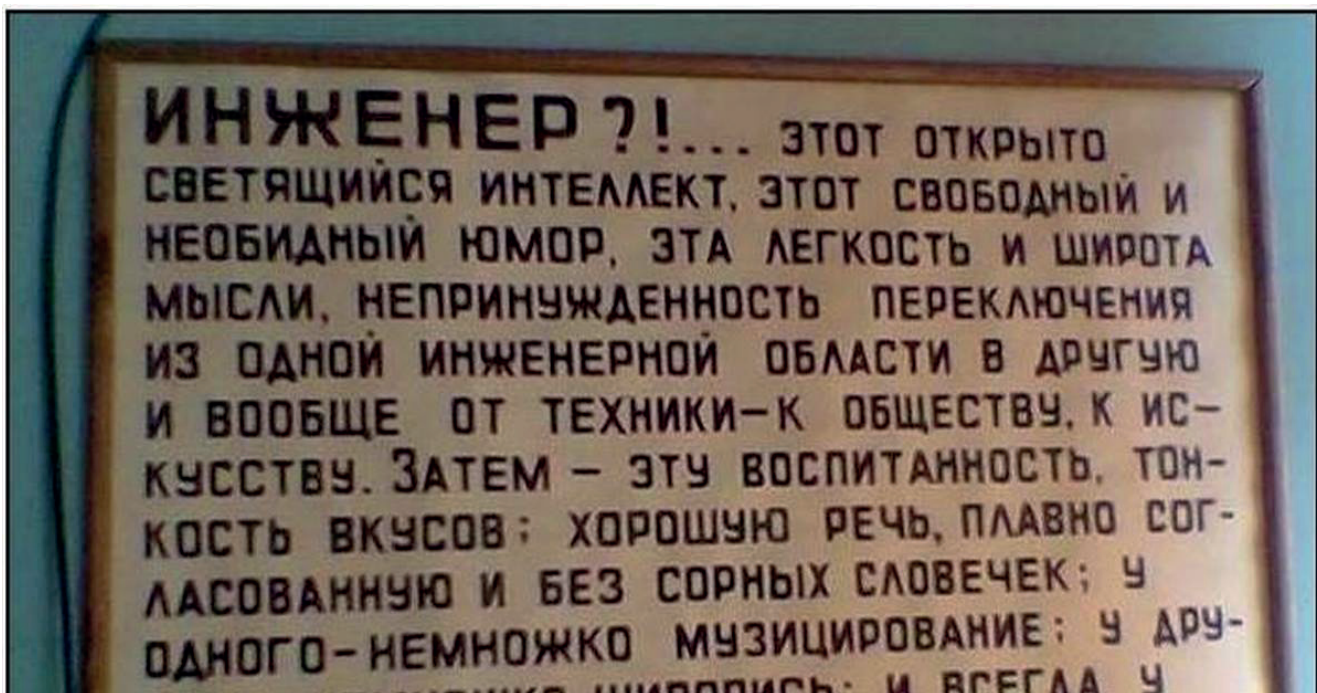 ИНЖЕНЕР?!... ЭТОТ ОТКРЫТО
СВЕТЯЩИЙСЯ ИНТЕЛЛЕКТ, ЭТОТ СВОБОДНЫЙ И
НЕОБИДНЫЙ ЮМОР, ЭТА ЛЕГКОСТЬ И ШИРОТА
МЫСЛИ, НЕПРИНУЖДЕННОСТЬ ПЕРЕКЛЮЧЕНИЯ
ИЗ ОДНОЙ ИНЖЕНЕРНОЙ ОБЛАСТИ В ДРУГУЮ
И ВООБЩЕ ОТ ТЕХНИКИ-К ОБЩЕСТВУ, К ИС-
КУССТВУ. ЗАТЕМ - ЭТУ ВОСПИТАННОСТЬ, ТОН-
КОСТЬ ВКУСОВ; ХОРОШУЮ РЕЧЬ, ПЛАВНО СОГ-
ЛАСОВАННУЮ И БЕЗ СОРНЫХ СЛОВЕЧЕК; У
ОДНОГО-НЕМНОЖКО МУЗИЦИРОВАНИЕ; У ДРУ-
ЖИВОПИСЬ; И ВСЕГДА У